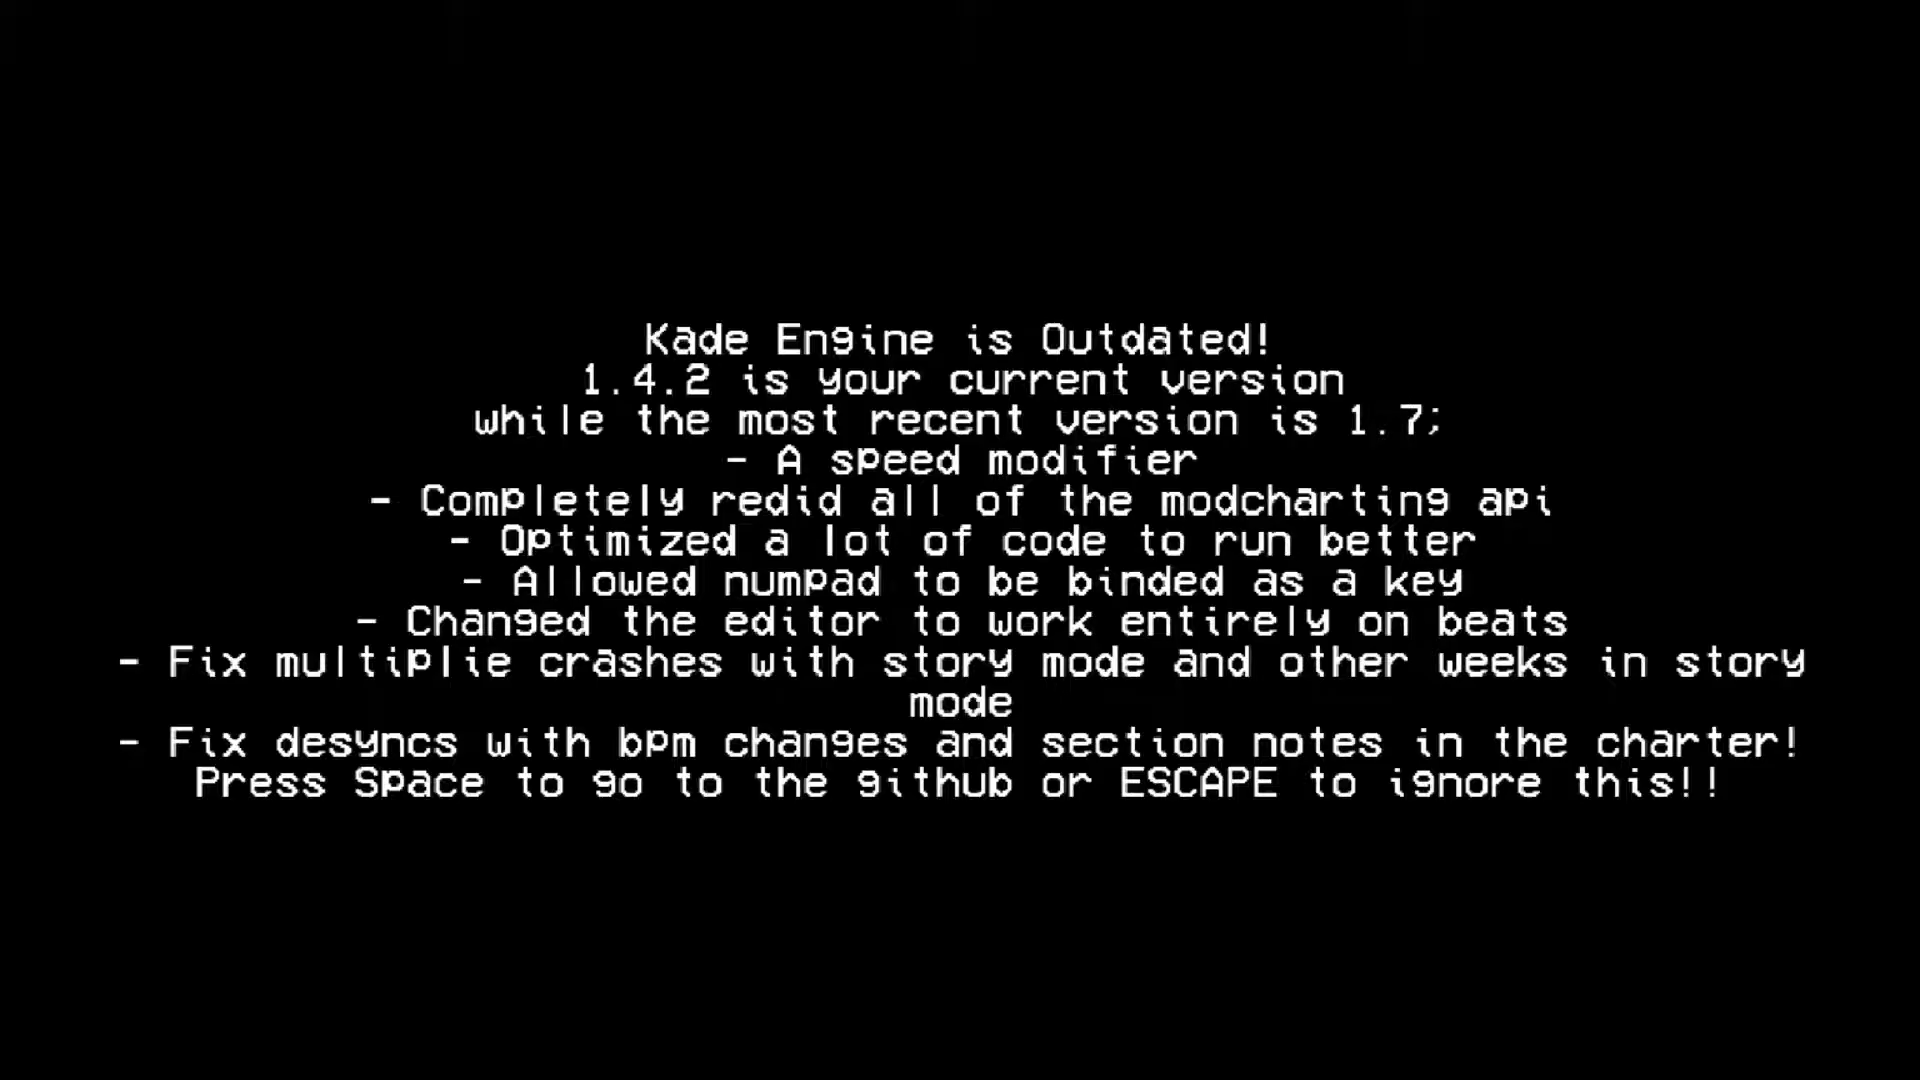 Kade Engine is Outdated!
1.4.2 is your current version
while the most recent version is 1.7;
- A speed modifier
- Completely redid all of the modcharting api
- Optimized a lot of code to run better
- Allowed numpad to be binded as a key
- Changed the editor to work entirely on beats
- Fix multiplie crashes with story mode and other weeks in story
mode
- Fix desyncs with bpm changes and section notes in the charter!
Press Space to go to the github or ESCAPE to ignore this!!